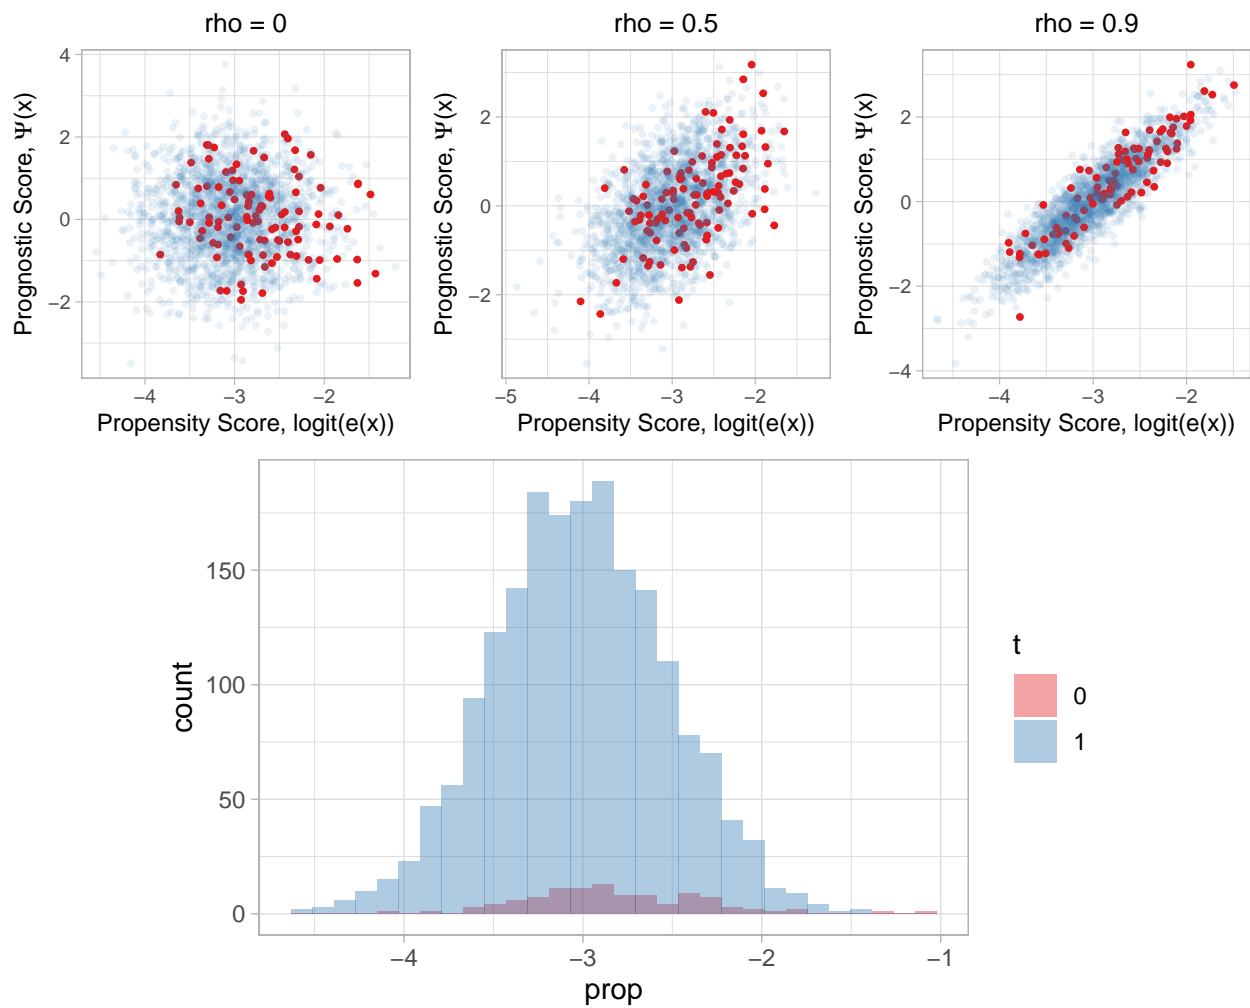 rho = 0
rho = 0.5
rho = 0.9
Prognostic Score, Ψ(x)
4
2
0
−2
−4
−3
−2
Propensity Score, logit(e(x))
Prognostic Score, Ψ(x)
2
0
−2
−5
−4
−3
−2
Propensity Score, logit(e(x))
Prognostic Score, Ψ(x)
2
0
−2
−4
−4
−3
−2
Propensity Score, logit(e(x))
count
150
100
50
0
−4
−3
−2
−1
prop
t
0
1